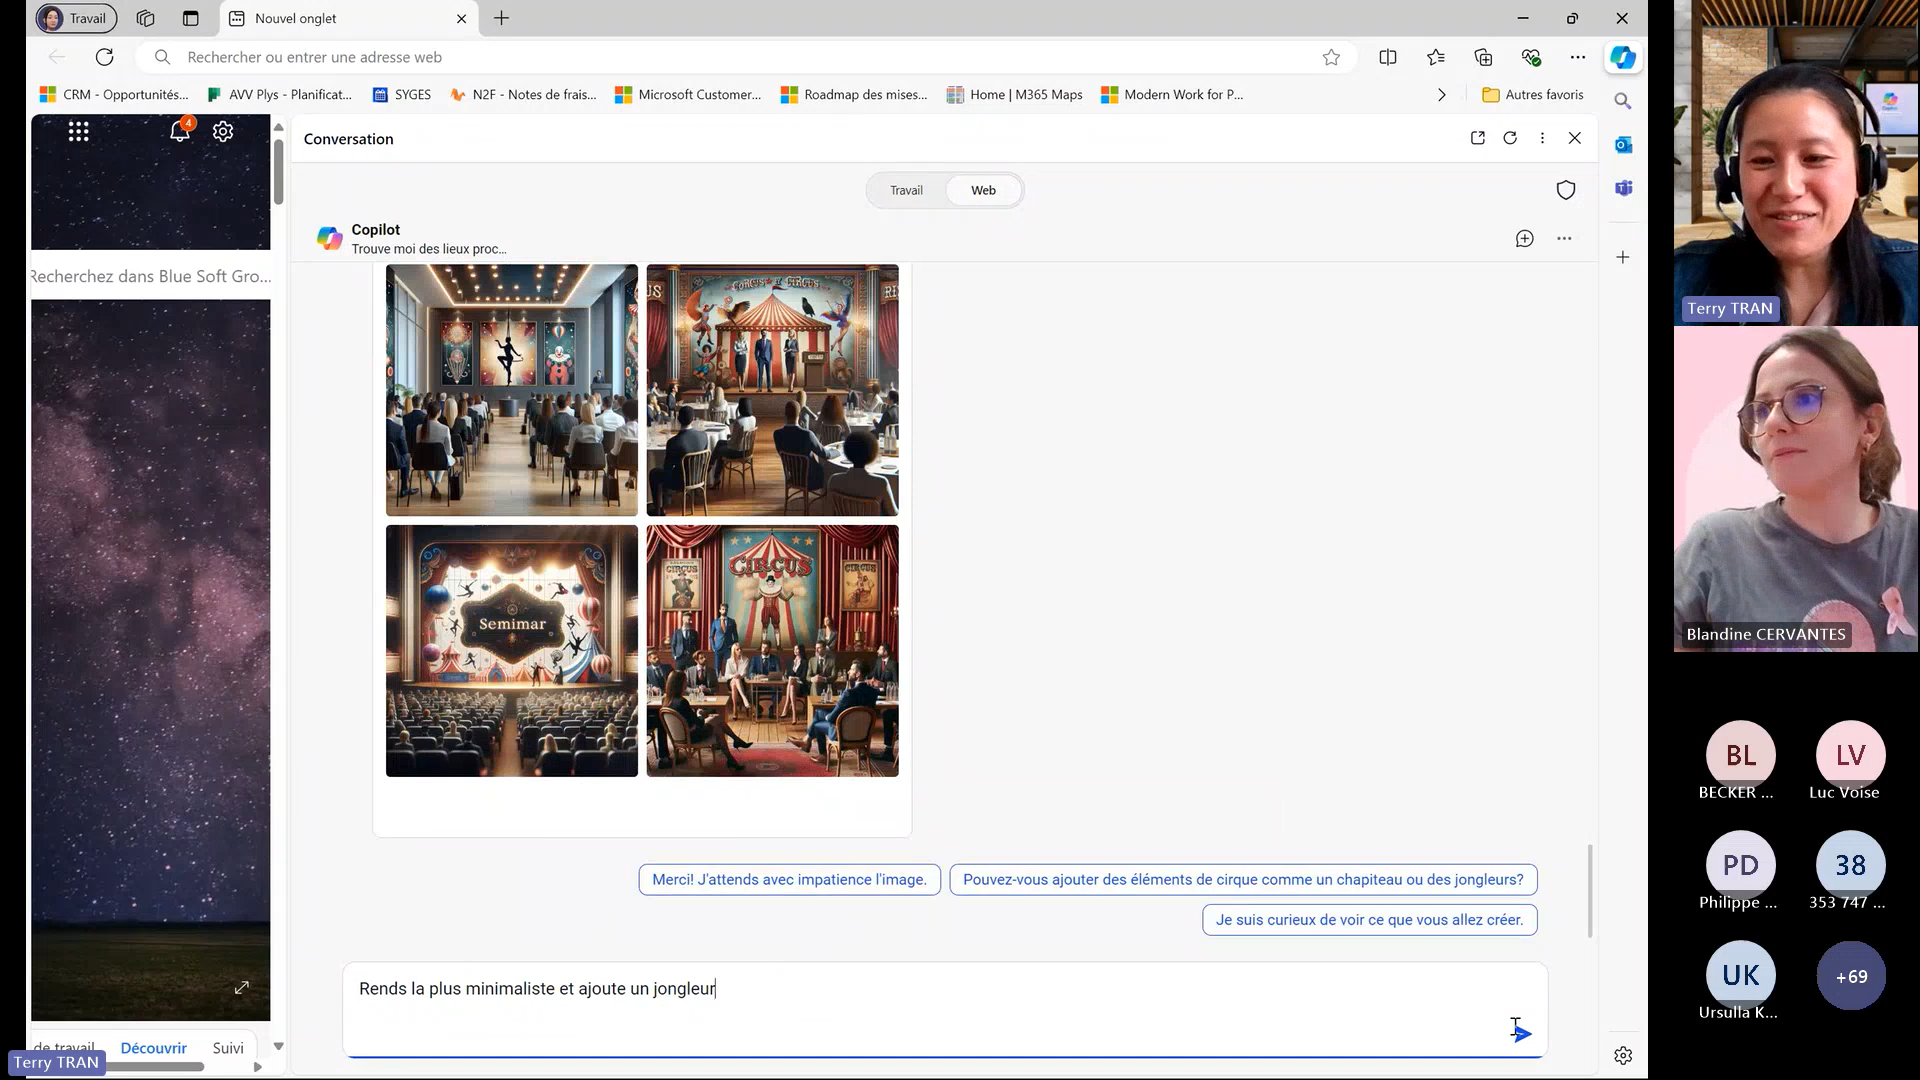 Travail
Nouvel onglet
Rechercher ou entrer une adresse web
CRM - Opportunités...
AVV Plys - Planificat...
SYGES
N2F - Notes de frais...
Microsoft Customer...
Roadmap des mises...
Home | M365 Maps
Modern Work for P...
Autres favoris
4
Recherchez dans Blue Soft Gro...
de travail
Découvrir
Suivi
Terry TRAN
Conversation
Travail
Web
Copilot
Trouve moi des lieux proc...
CIRCUS
Semimar
CIRCUS
Merci! J'attends avec impatience l'image.
Pouvez-vous ajouter des éléments de cirque comme un chapiteau ou des jongleurs?
Je suis curieux de voir ce que vous allez créer.
Rends la plus minimaliste et ajoute un jongleur
Terry TRAN
Blandine CERVANTES
BL
BECKER ...
LV
Luc Voise
PD
Philippe ...
38
353 747 ...
UK
Ursulla K...
+69